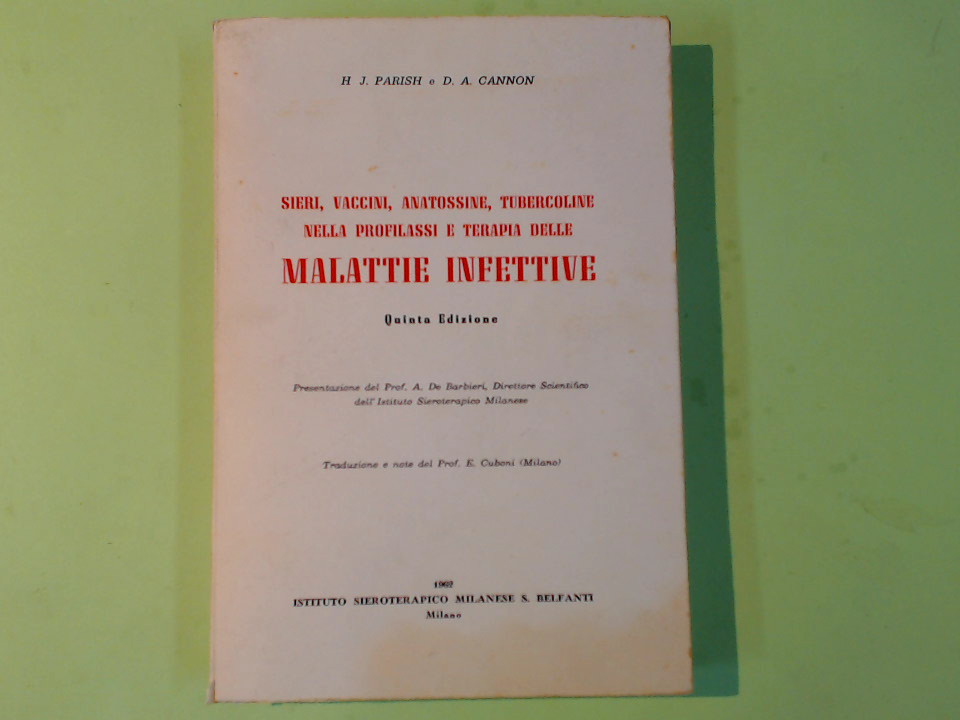 H J. PARISH e D. A. CANNON
SIERI, VACCINI, ANATOSSINE, TUBERCOLINE
NELLA PROFILASSI E TERAPIA DELLE
MALATTIE INFETTIVE
Quinta Edizione
Presentazione del Prof. A. De Barbieri, Direttore Scientifico
dell'Istituto Sieroterapico Milanese
Traduzione e note del Prof. E. Cuboni (Milano)
1962
ISTITUTO SIEROTERAPICO MILANESE S. BELFANTI
Milano